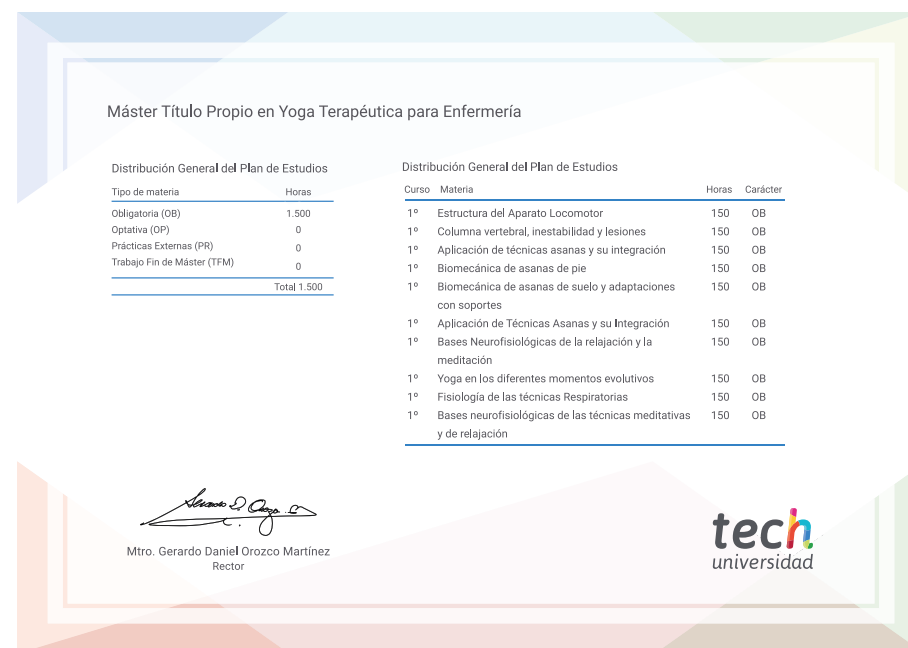 Máster Título Propio en Yoga Terapéutica para Enfermería
Distribución General del Plan de Estudios
Tipo de materia Horas
Obligatoria (OB) 1.500
Optativa (OP) 0
Prácticas Externas (PR) 0
Trabajo Fin de Máster (TFM) 0
Total 1.500
Distribución General del Plan de Estudios
Curso Materia Horas Carácter
1º Estructura del Aparato Locomotor 150 OB
1º Columna vertebral, inestabilidad y lesiones 150 OB
1º Aplicación de técnicas asanas y su integración 150 OB
1º Biomecánica de asanas de pie 150 OB
1º Biomecánica de asanas de suelo y adaptaciones 150 OB
con soportes
1º Aplicación de Técnicas Asanas y su Integración 150 OB
1º Bases Neurofisiológicas de la relajación y la 150 OB
meditación
1º Yoga en los diferentes momentos evolutivos 150 OB
1º Fisiología de las técnicas Respiratorias 150 OB
1º Bases neurofisiológicas de las técnicas meditativas 150 OB
y de relajación
Mtro. Gerardo Daniel Orozco Martínez
Rector
tech
universidad